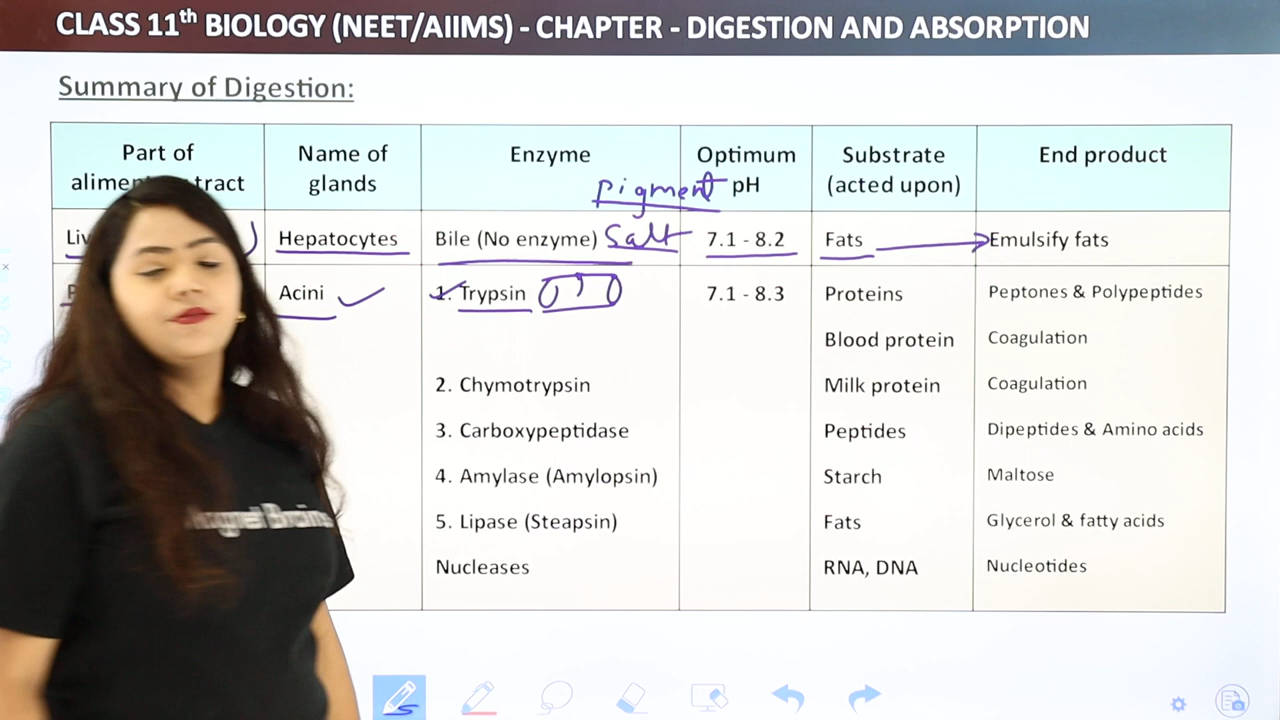 CLASS 11th BIOLOGY (NEET/AIIMS) - CHAPTER - DIGESTION AND ABSORPTION
Summary of Digestion:
Part of tract
Name of glands
Enzyme
Optimum pH
Substrate (acted upon)
End product
Pigment
Hepatocytes
Bile (No enzyme) Salt
7.1 - 8.2
Fats
Emulsify fats
Acini
1. Trypsin
7.1 - 8.3
Proteins
Peptones & Polypeptides
Blood protein
Coagulation
2. Chymotrypsin
Milk protein
Coagulation
3. Carboxypeptidase
Peptides
Dipeptides & Amino acids
4. Amylase (Amylopsin)
Starch
Maltose
5. Lipase (Steapsin)
Fats
Glycerol & fatty acids
Nucleases
RNA, DNA
Nucleotides